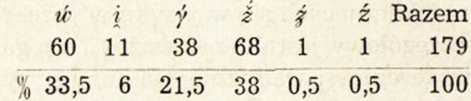 ẃ į γ́ ż́ ʒ́ ź Razem
60 11 38 68 1 1 179
% 33,5 6 21,5 38 0,5 0,5 100